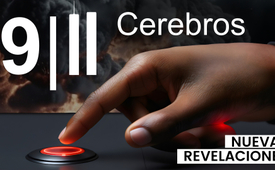 9|11
Cerebros
NUEVA
REVELACIONE